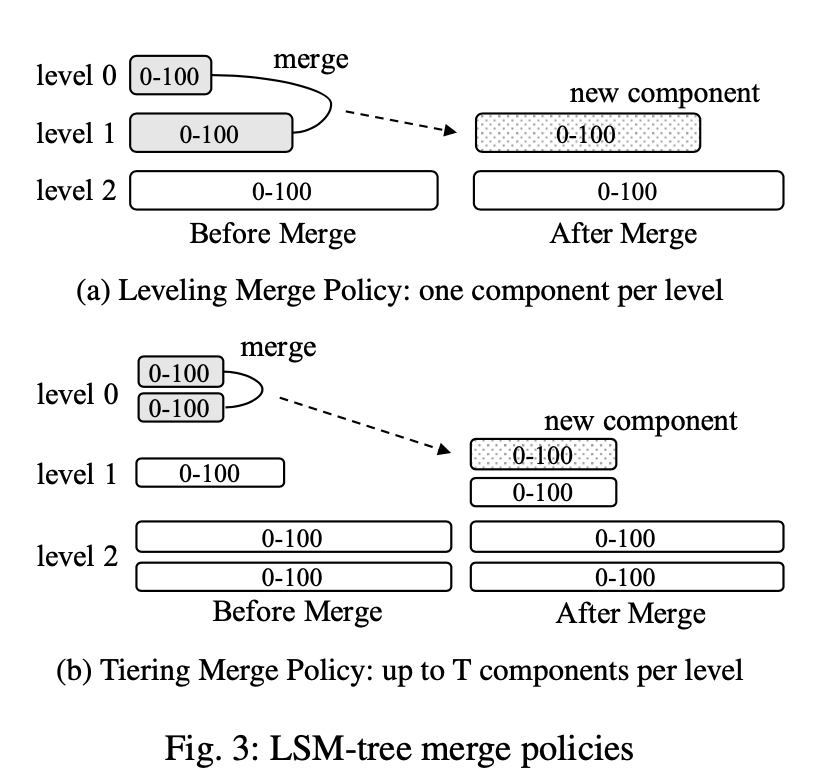 merge
level 0 0-100
new component
level 1 0-100 0-100
level 2 0-100 0-100
Before Merge After Merge
(a) Leveling Merge Policy: one component per level
merge
0-100
level 0
0-100
new component
0-100
level 1 0-100
0-100
0-100 0-100
level 2
0-100 0-100
Before Merge After Merge
(b) Tiering Merge Policy: up to T components per level
Fig. 3: LSM-tree merge policies